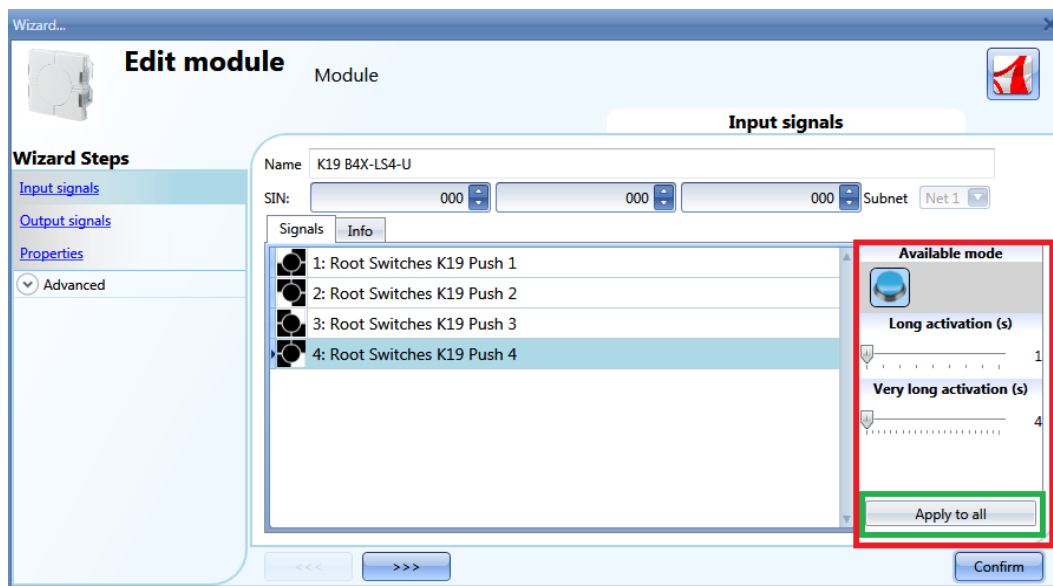 Wizard...
Edit module
Module
Input signals
Wizard Steps
Input signals
Output signals
Properties
Advanced
Name K19 B4X-LS4-U
SIN: 000 000 000 Subnet Net 1
Signals Info
1: Root Switches K19 Push 1
2: Root Switches K19 Push 2
3: Root Switches K19 Push 3
4: Root Switches K19 Push 4
Available mode
Long activation (s)
1
Very long activation (s)
4
Apply to all
<<< >>> Confirm